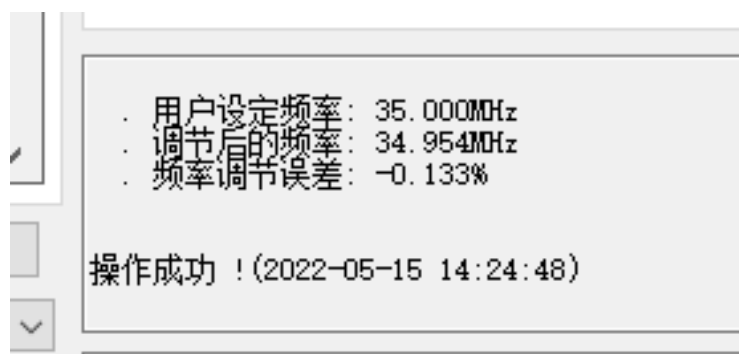 . 用户设定频率: 35.000MHz
. 调节后的频率: 34.954MHz
. 频率调节误差: -0.133%
操作成功 !(2022-05-15 14:24:48)